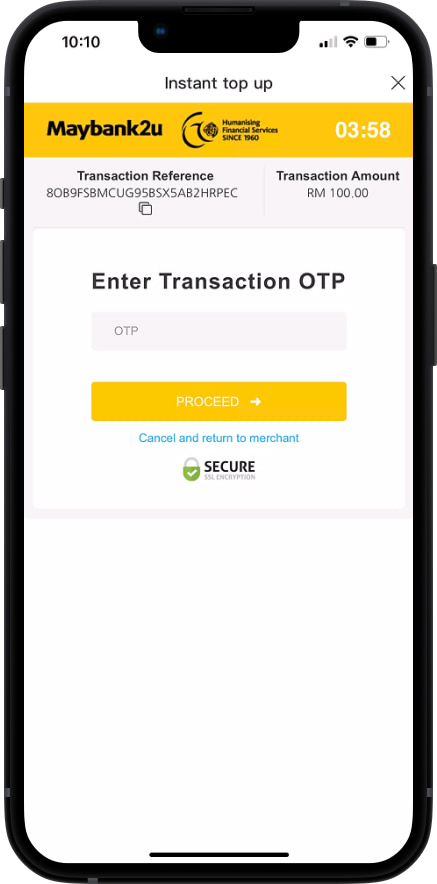 10:10
Instant top up
Maybank2u
Humanising
Financial Services
SINCE 1960
03:58
Transaction Reference
8OB9FSBMCUG95BSX5AB2HRPEC
Transaction Amount
RM 100.00
Enter Transaction OTP
OTP
PROCEED
Cancel and return to merchant
SECURE
SSL ENCRYPTION